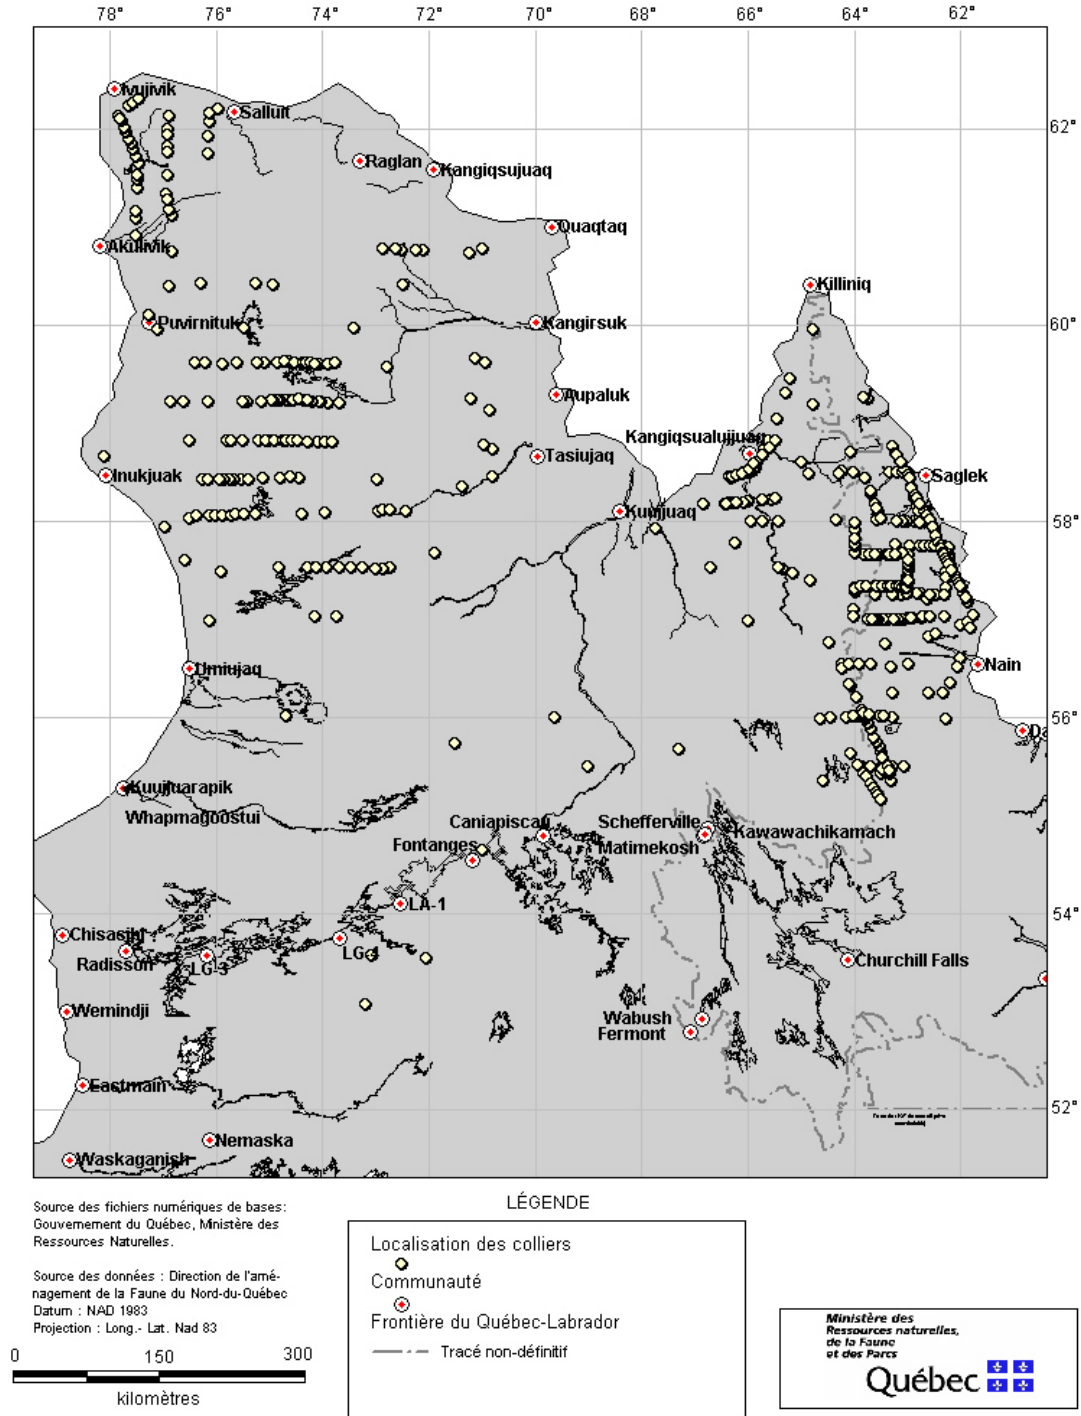 78° 76° 74° 72° 70° 68° 66° 64° 62°
Ivujivik
Salluit
62°
Raglan
Kangiqsujuaq
Quaqtaq
Akulivik
Killiniq
Puvirnituk
Kangirsuk
60°
Aupaluk
Kangiqsualujjuaq
Tasiujaq
Inukjuak
Saglek
Kuujjuaq
58°
Umiujaq
Nain
56°
Kuujjuarapik
Whapmagoostui
Caniapiscau
Schefferville
Kawawachikamach
Fontanges
Matimekosh
LA-1
54°
Chisasibi
Radisson
LG-3
LG-4
Churchill Falls
Wemindji
Wabush
Fermont
Eastmain
52°
Nemaska
Waskaganish
Source des fichiers numériques de bases:
Gouvernement du Québec, Ministère des
Ressources Naturelles.
Source des données : Direction de l'amé-
nagement de la Faune du Nord-du-Québec
Datum : NAD 1983
Projection : Long.- Lat. Nad 83
0 150 300
kilomètres
LÉGENDE
Localisation des colliers
Communauté
Frontière du Québec-Labrador
Tracé non-définitif
Ministère des
Ressources naturelles,
de la Faune
et des Parcs
Québec